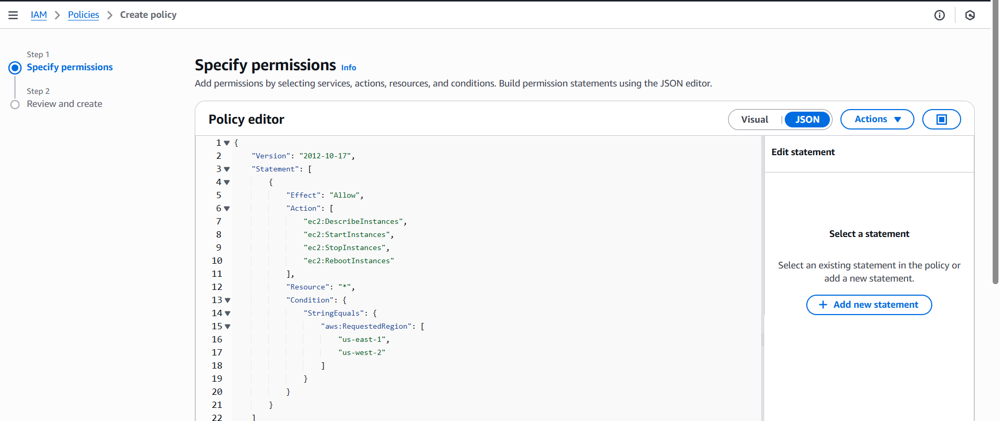 IAM > Policies > Create policy
Step 1
Specify permissions
Step 2
Review and create
Specify permissions Info
Add permissions by selecting services, actions, resources, and conditions. Build permission statements using the JSON editor.
Policy editor
Visual | JSON
Actions
1 {
2     "Version": "2012-10-17",
3     "Statement": [
4         {
5             "Effect": "Allow",
6             "Action": [
7                 "ec2:DescribeInstances",
8                 "ec2:StartInstances",
9                 "ec2:StopInstances",
10                 "ec2:RebootInstances"
11             ],
12             "Resource": "*",
13             "Condition": {
14                 "StringEquals": {
15                     "aws:RequestedRegion": [
16                         "us-east-1",
17                         "us-west-2"
18                     ]
19                 }
20             }
21         }
22     ]
Edit statement
Select a statement
Select an existing statement in the policy or
add a new statement.
+ Add new statement